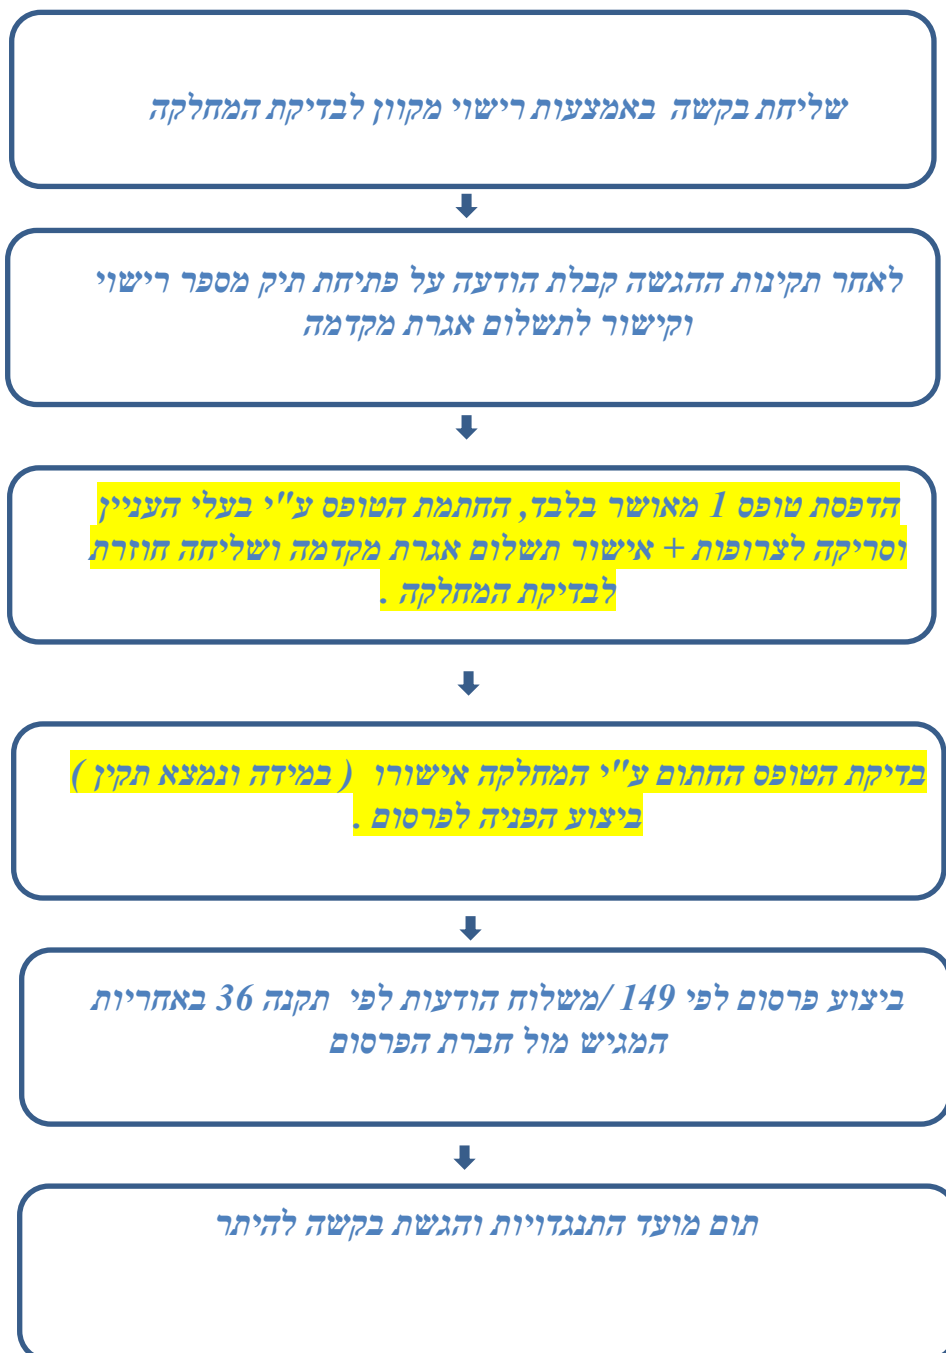 שליחת בקשה באמצעות רישוי מקוון לבדיקת המחלקה
לאחר תקינות ההגשה קבלת הודעה על פתיחת תיק מספר רישוי
וקישור לתשלום אגרת מקדמה
הדפסת טופס 1 מאושר בלבד, החתמת הטופס ע"י בעלי העניין
וסריקה לצרופות + אישור תשלום אגרת מקדמה ושליחה חוזרת
לבדיקת המחלקה .
בדיקת הטופס החתום ע"י המחלקה אישורו ( במידה ונמצא תקין )
ביצוע הפניה לפרסום .
ביצוע פרסום לפי 149 /משלוח הודעות לפי תקנה 36 באחריות
המגיש מול חברת הפרסום
תום מועד התנגדויות והגשת בקשה להיתר